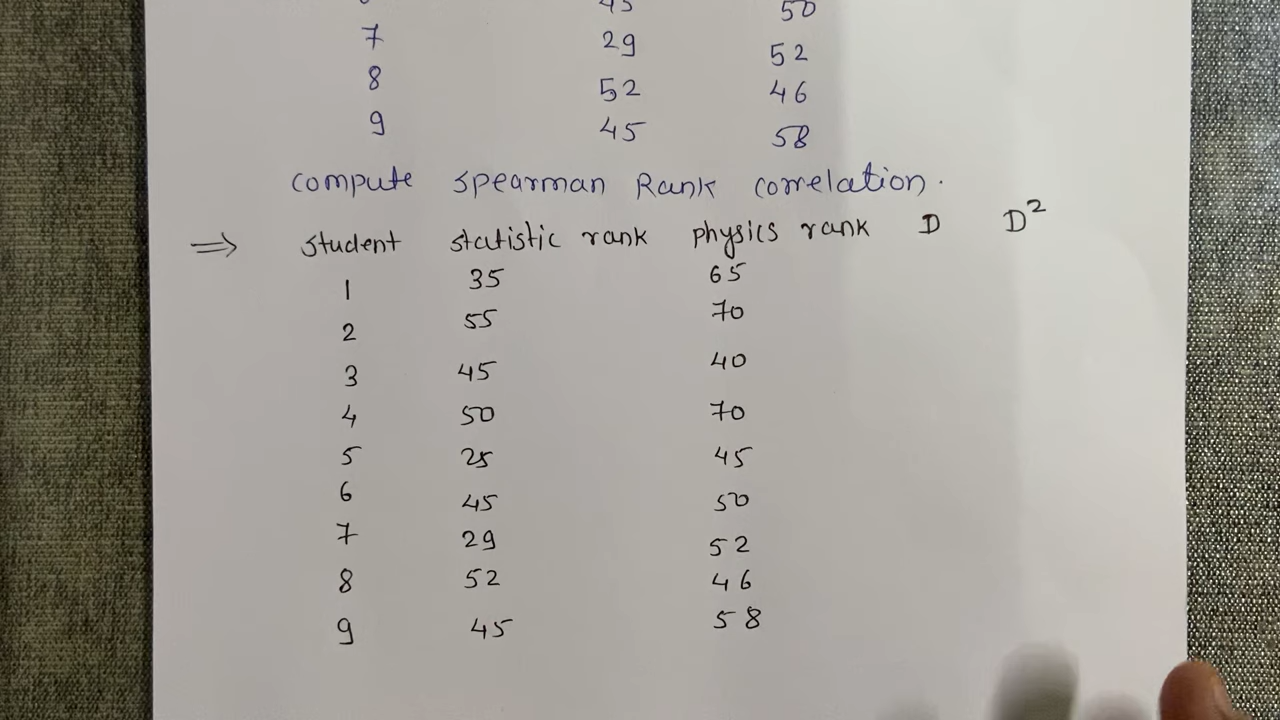 45 50
7 29 52
8 52 46
9 45 58
compute spearman Rank correlation.
⇒ student statistic rank physics rank D D²
1 35 65
2 55 70
3 45 40
4 50 70
5 25 45
6 45 50
7 29 52
8 52 46
9 45 58